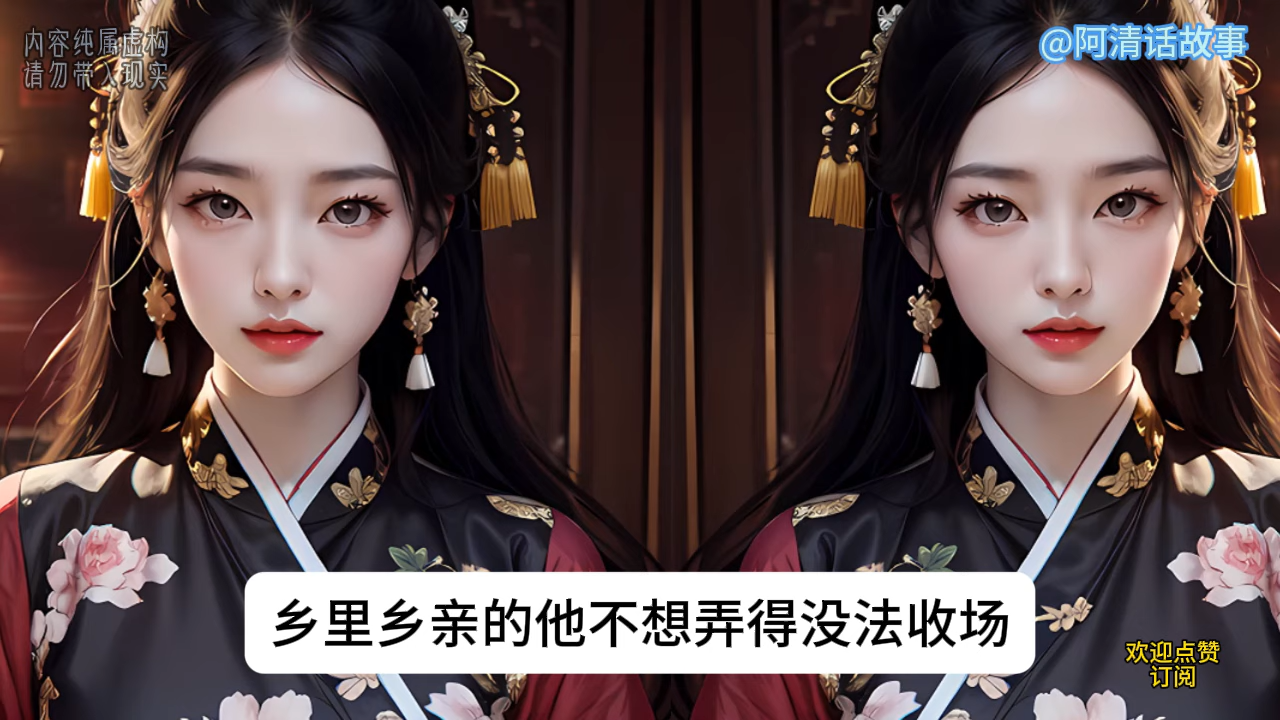 内容纯属虚构
请勿带入现实
@阿清话故事
乡里乡亲的他不想弄得没法收场
欢迎点赞
订阅